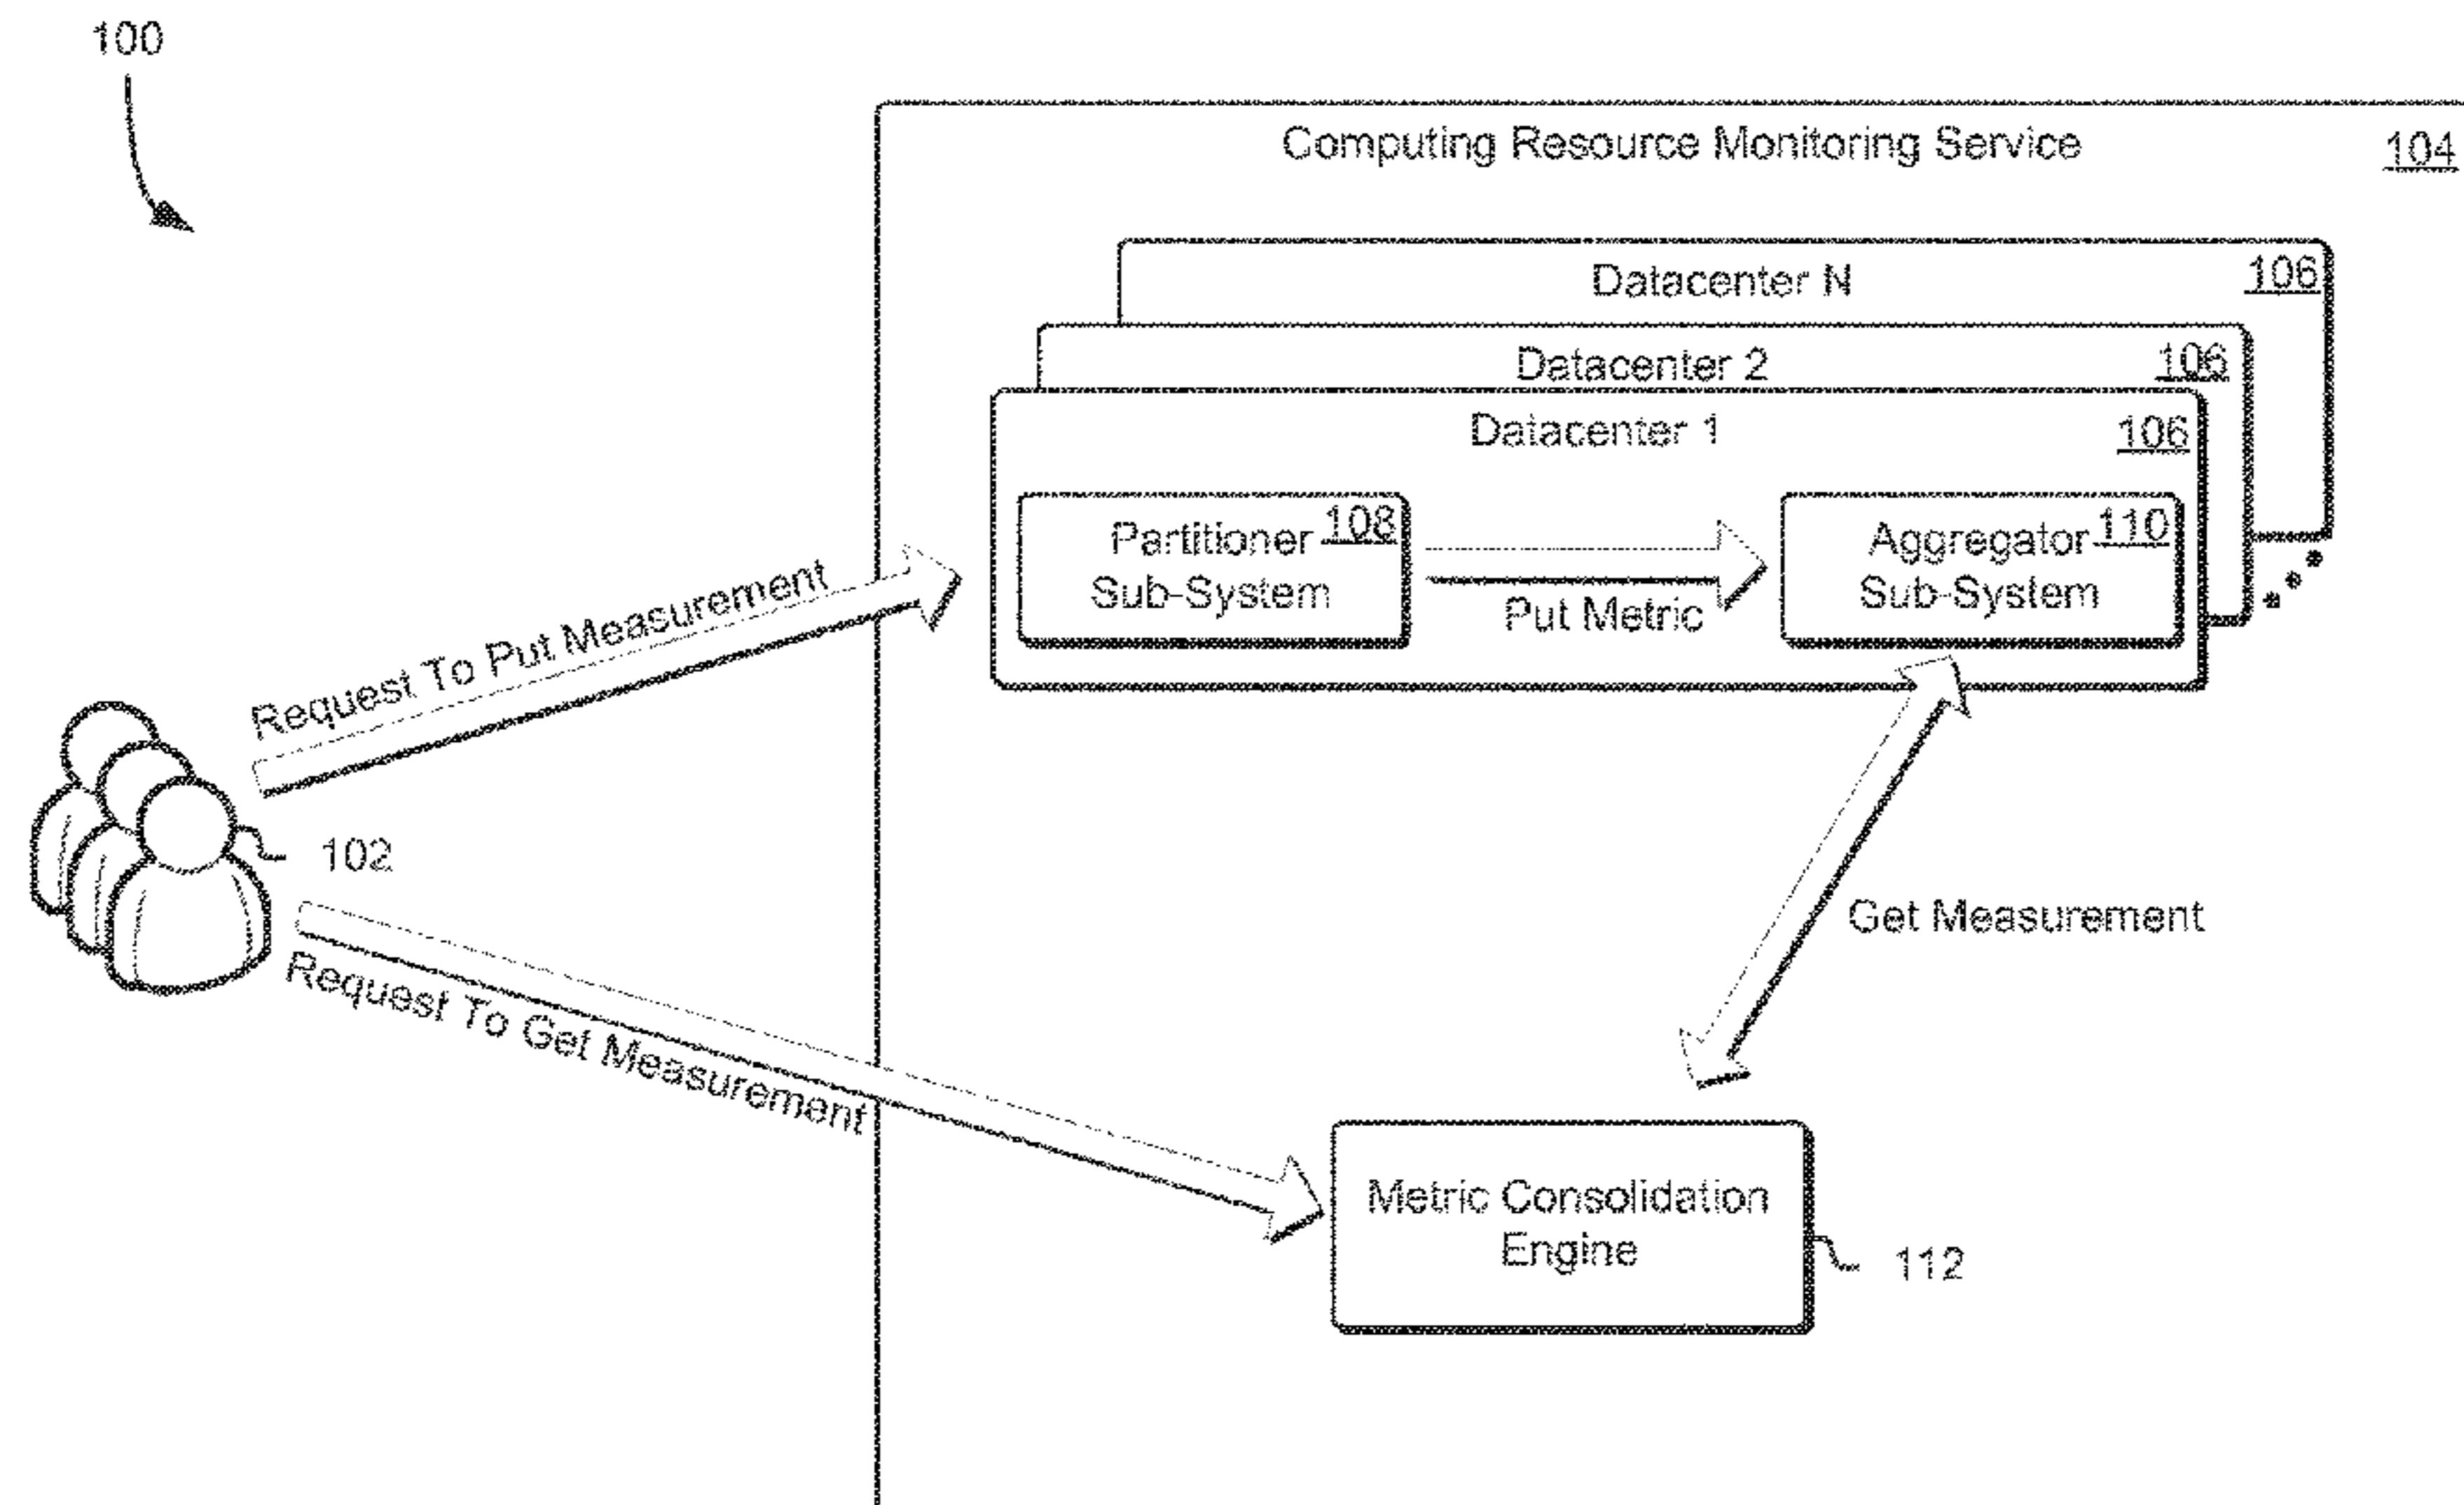 100
Computing Resource Monitoring Service
104
Datacenter N
106
Datacenter 2
106
Datacenter 1
106
Partitioner
108
Sub-System
Put Metric
Aggregator
110
Sub-System
Request To Put Measurement
102
Request To Get Measurement
Get Measurement
Metric Consolidation
Engine
112